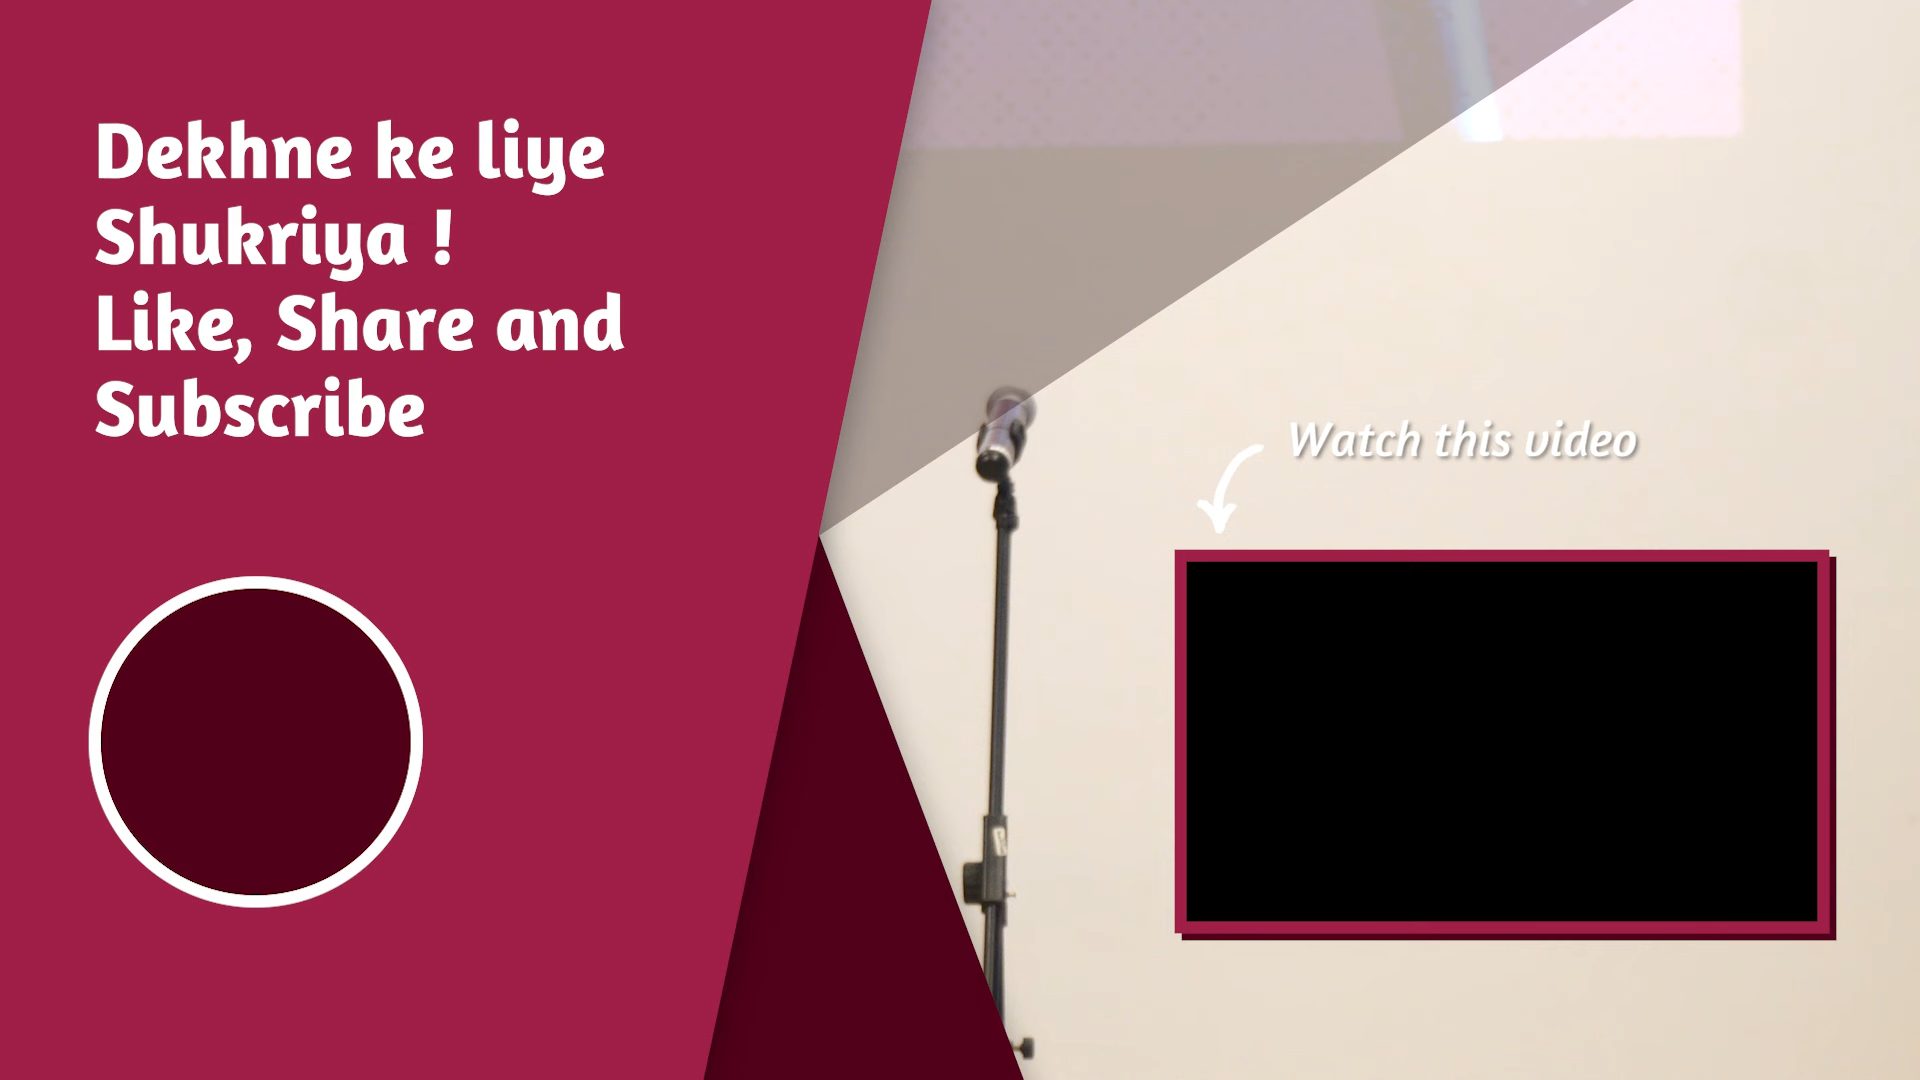 Dekhne ke liye
Shukriya !
Like, Share and
Subscribe
Watch this video